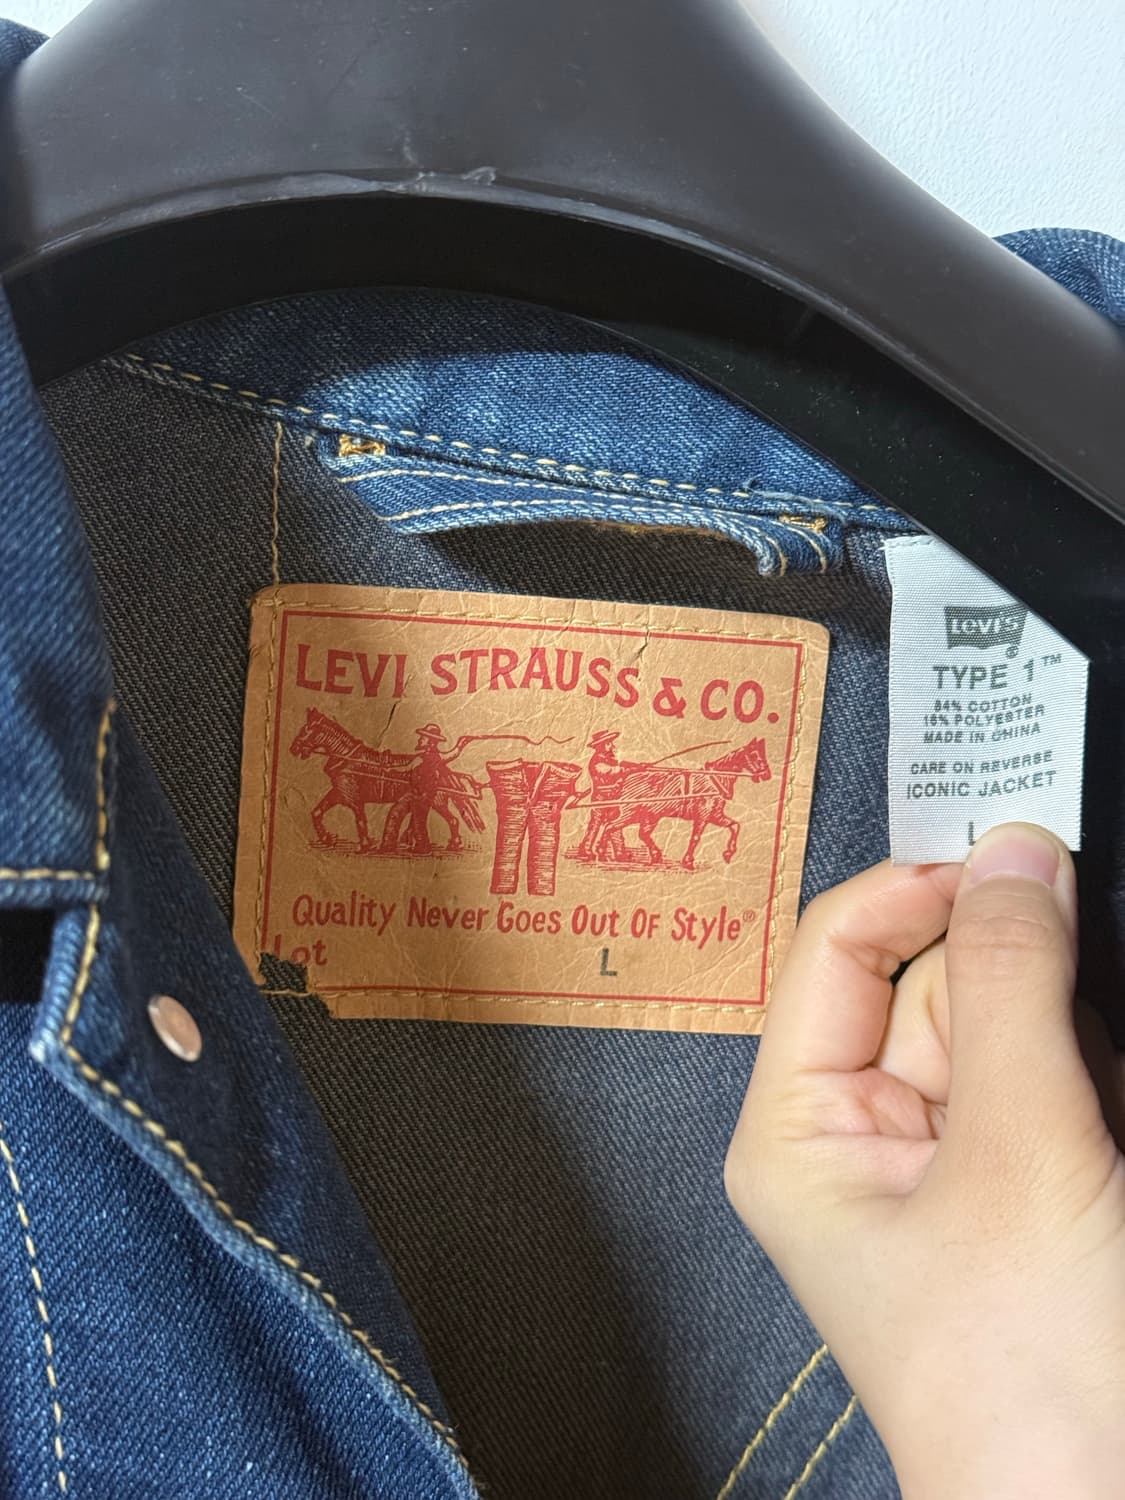 LEVI STRAUSS & CO.
Quality Never Goes Out OF Style®
Lot
L
Levi's
®
TYPE 1™
84% COTTON
16% POLYESTER
MADE IN CHINA
CARE ON REVERSE
ICONIC JACKET
L